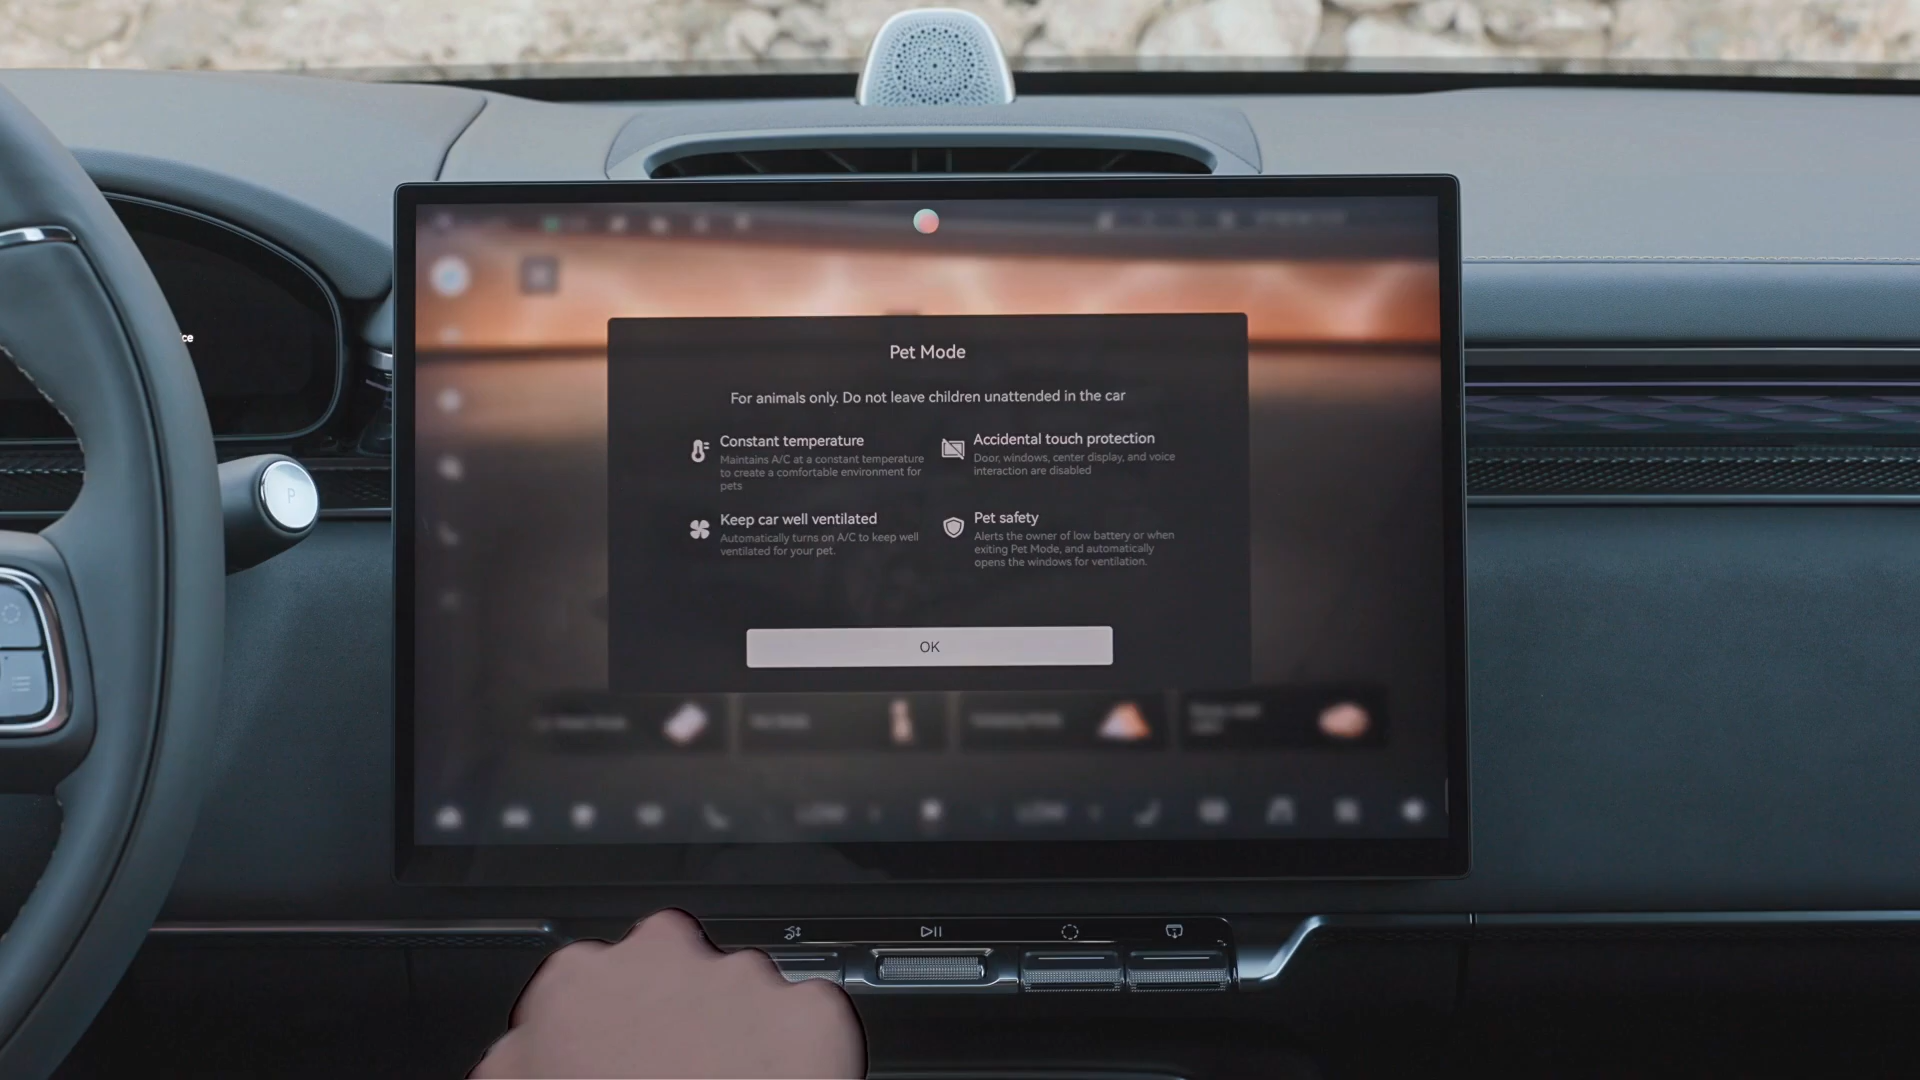 ce
P
Pet Mode
For animals only. Do not leave children unattended in the car
Constant temperature
Maintains A/C at a constant temperature
to create a comfortable environment for
pets
Accidental touch protection
Door, windows, center display, and voice
interaction are disabled
Keep car well ventilated
Automatically turns on A/C to keep well
ventilated for your pet.
Pet safety
Alerts the owner of low battery or when
exiting Pet Mode, and automatically
opens the windows for ventilation.
OK